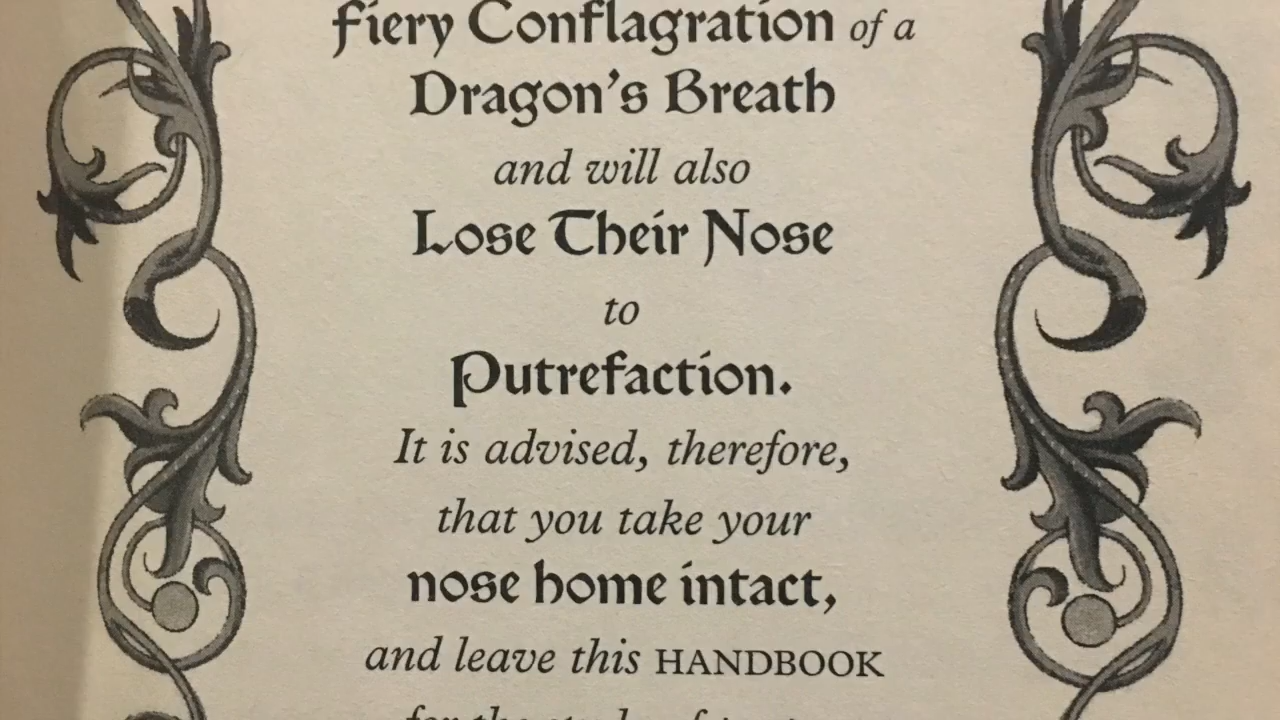 Fiery Conflagration of a
Dragon's Breath
and will also
Lose Their Nose
to
Putrefaction.
It is advised, therefore,
that you take your
nose home intact,
and leave this HANDBOOK